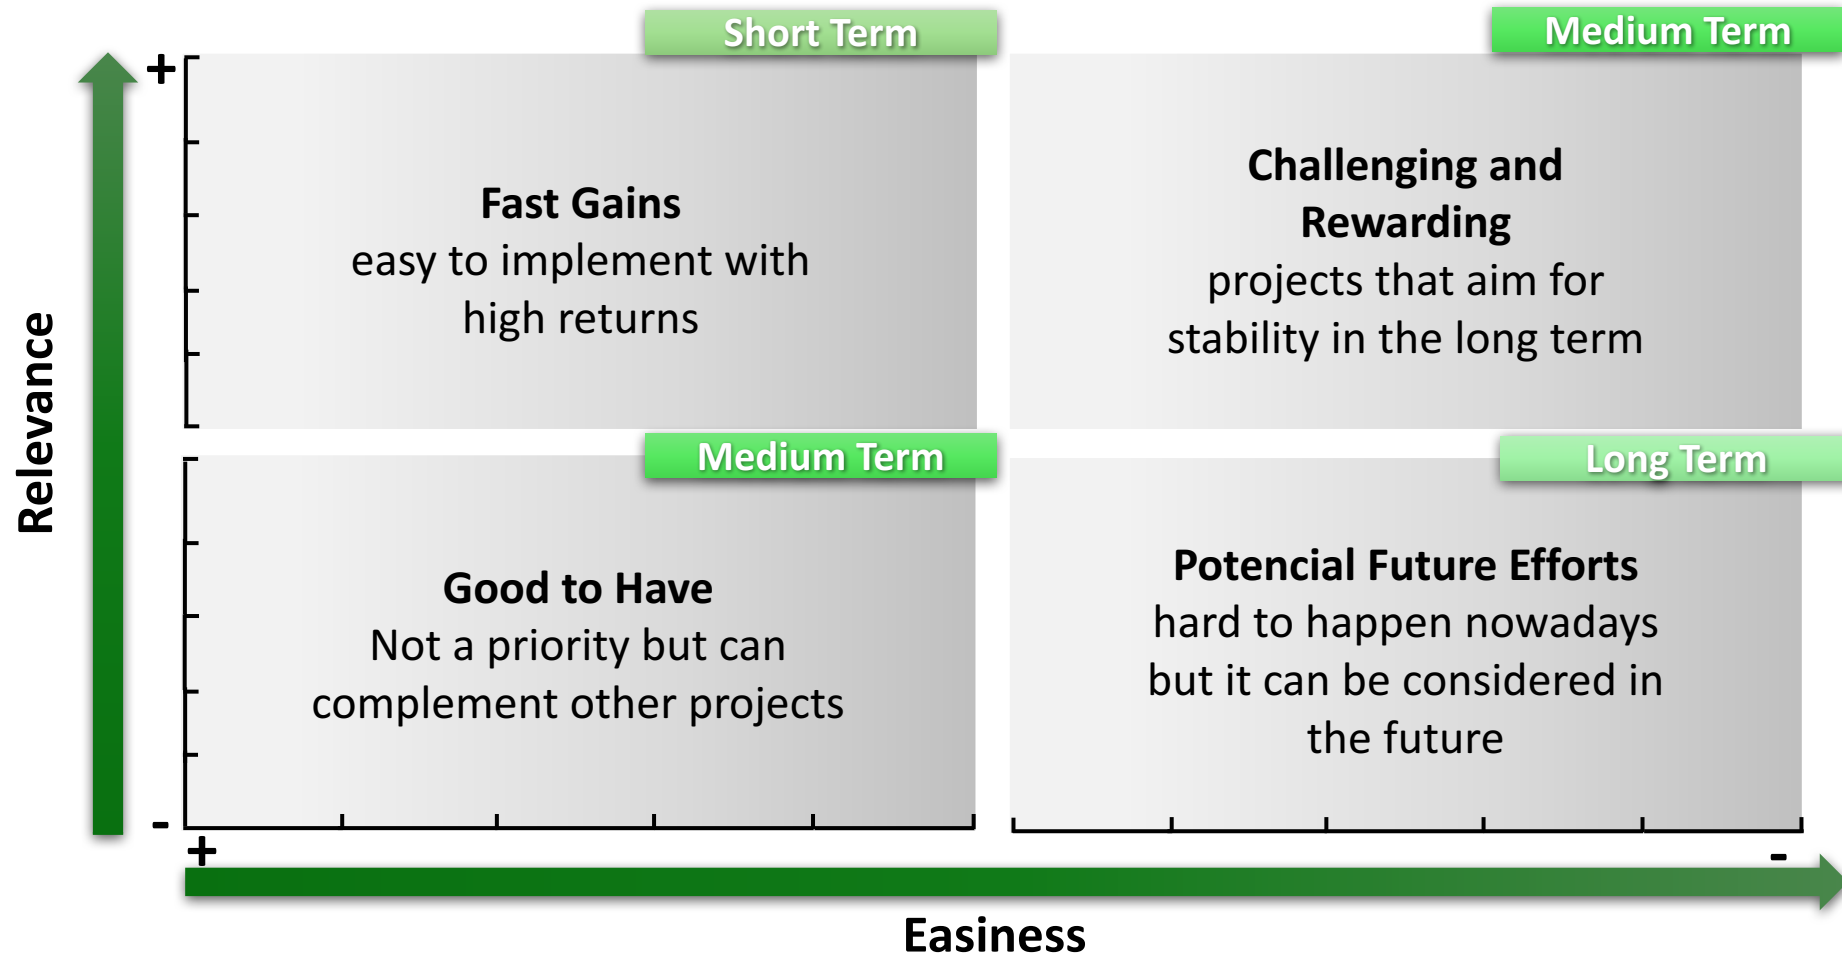 Short Term
Medium Term
+
Fast Gains
easy to implement with
high returns
Challenging and
Rewarding
projects that aim for
stability in the long term
Relevance
Medium Term
Long Term
Good to Have
Not a priority but can
complement other projects
Potencial Future Efforts
hard to happen nowadays
but it can be considered in
the future
-
+
-
Easiness